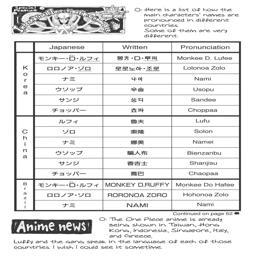 O: Here is a list of how the
main characters' names are
pronounced in different
countries.
Some of them are very
different.
Japanese Written Pronunciation
Korea
モンキー・D・ルフィ 몽키・D・루피 Monkee D. Lufee
ロロノア・ゾロ 로로노아・조로 Lolonoa Zolo
ナミ 나미 Nami
ウソップ 우솝 Usopu
サンジ 상디 Sandee
チョッパー 쵸파 Choppaa
China
ルフィ 魯夫 Lufu
ゾロ 索隆 Solon
ナミ 娜美 Namei
ウソップ 騙人布 Bienzanbu
サンジ 香吉士 Shanjisu
チョッパー 喬巴 Chaopaa
Brazil
モンキー・D・ルフィ MONKEY D.RUFFY Monkee Do Hafee
ロロノア・ゾロ RORONOA ZORO Hohonoa Zolo
ナミ NAMI Nami
Continued on page 62
Anime news!
O: The One Piece anime is already
being shown in Taiwan, Hong
Kong, Indonesia, Singapore, Italy,
and Greece.
Luffy and the gang speak in the language of each of those
countries. I wish I could see it sometime.